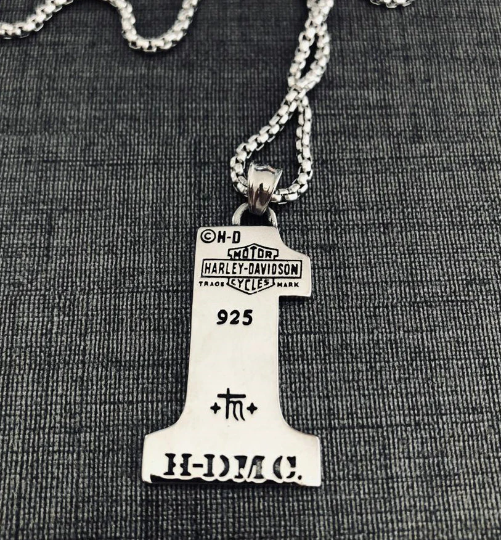 ©H-D
MOTOR
HARLEY-DAVIDSON
TRADE CYCLES MARK
925
H-DMC.